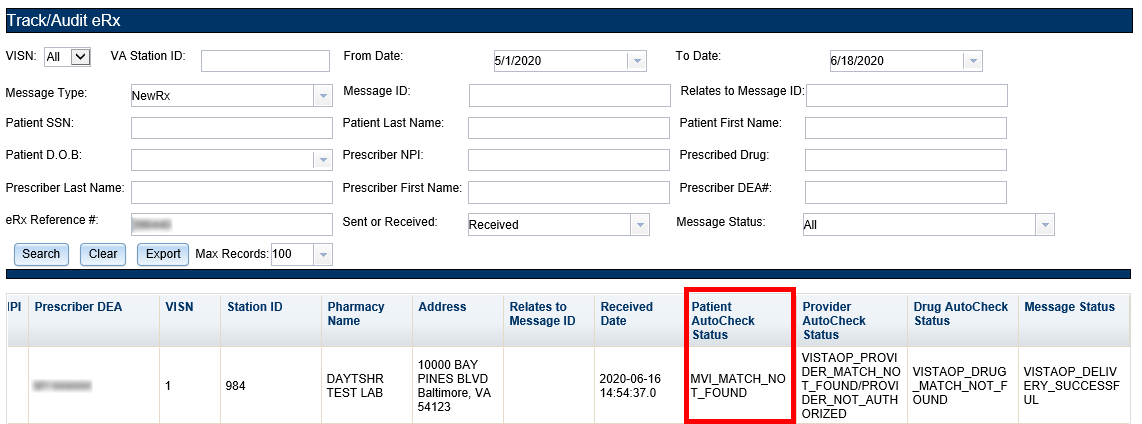 Track/Audit eRx
VISN: All VA Station ID: From Date: 5/1/2020 To Date: 6/18/2020
Message Type: NewRx Message ID: Relates to Message ID:
Patient SSN: Patient Last Name: Patient First Name:
Patient D.O.B: Prescriber NPI: Prescribed Drug:
Prescriber Last Name: Prescriber First Name: Prescriber DEA#:
eRx Reference #: Sent or Received: Received Message Status: All
Search Clear Export Max Records: 100
IPI Prescriber DEA VISN Station ID Pharmacy Name Address Relates to Message ID Received Date Patient AutoCheck Status Provider AutoCheck Status Drug AutoCheck Status Message Status
1 984 DAYTSHR TEST LAB 10000 BAY PINES BLVD Baltimore, VA 54123 2020-06-16 14:54:37.0 MVI_MATCH_NOT_FOUND VISTAOP_PROVIDER_MATCH_NOT_FOUND/PROVIDER_NOT_AUTHORIZED VISTAOP_DRUG_MATCH_NOT_FOUND VISTAOP_DELIVERY_SUCCESSFUL